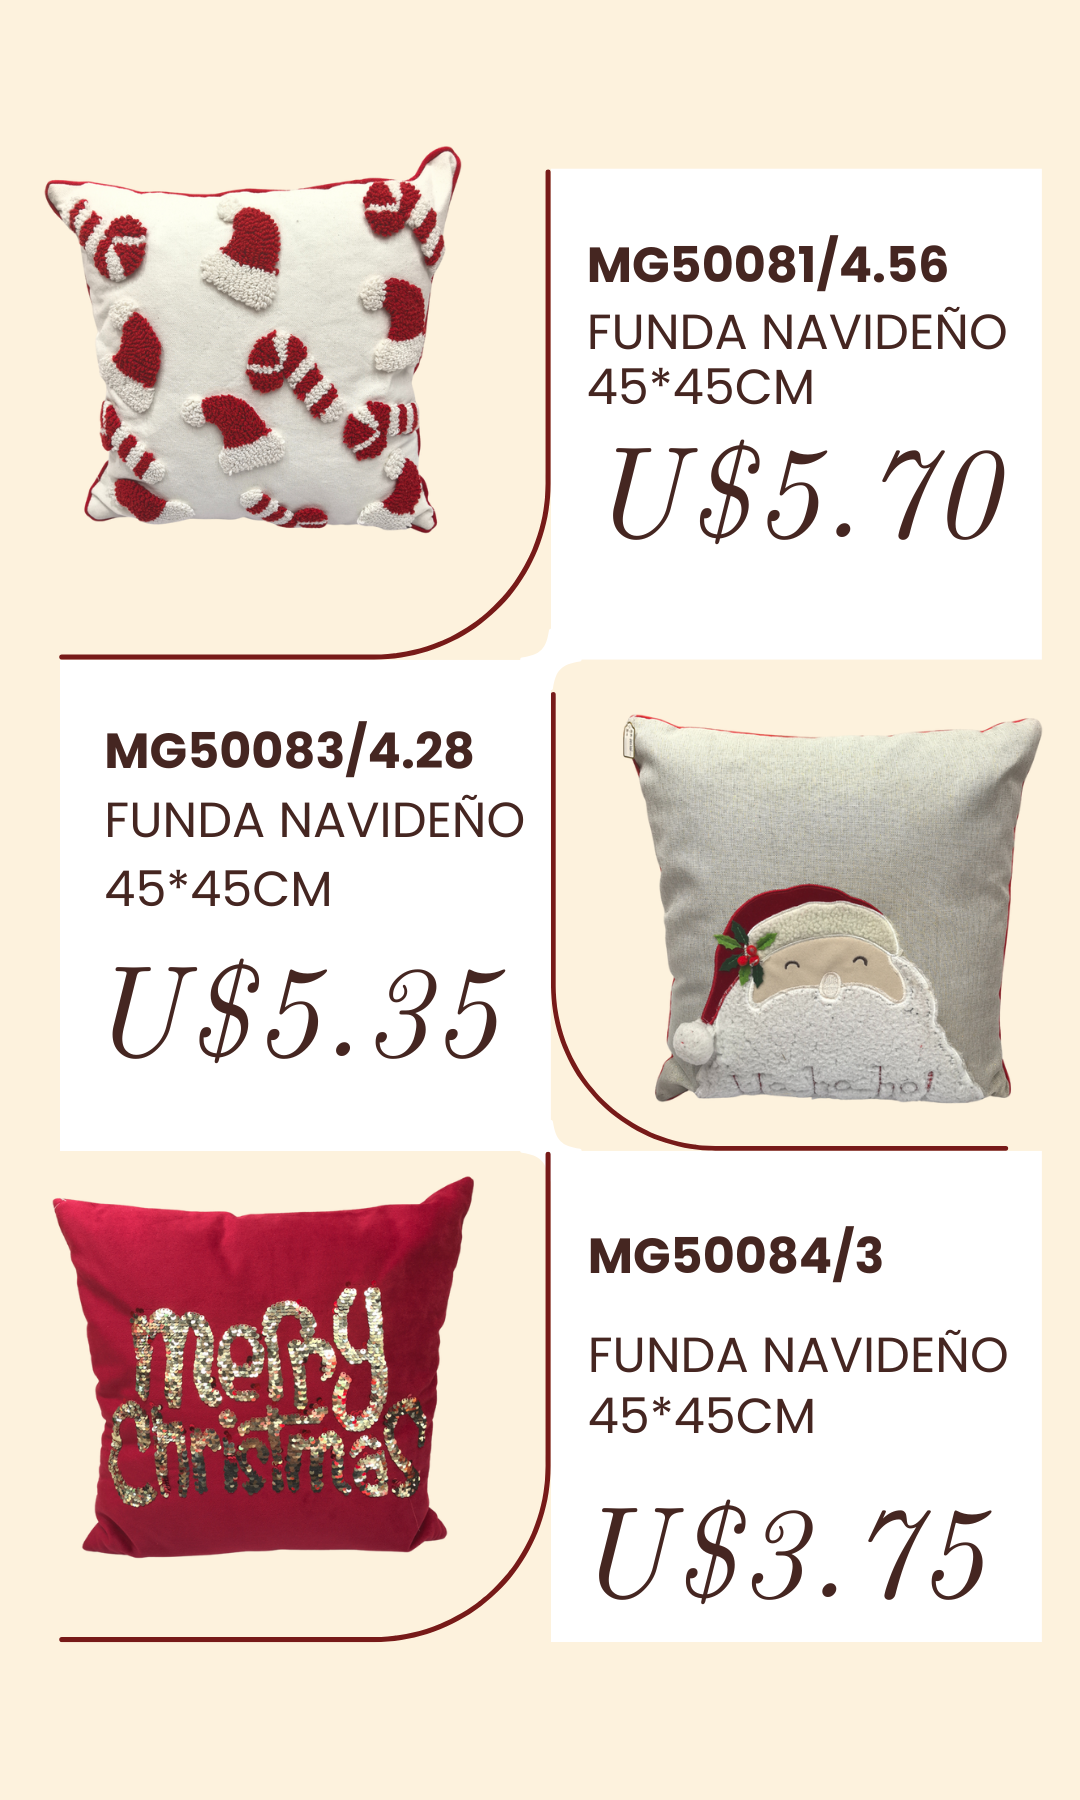 MG50081/4.56
FUNDA NAVIDEÑO
45*45CM
U$5.70
MG50083/4.28
FUNDA NAVIDEÑO
45*45CM
U$5.35
Ho ho ho!
merry
Christmas
MG50084/3
FUNDA NAVIDEÑO
45*45CM
U$3.75